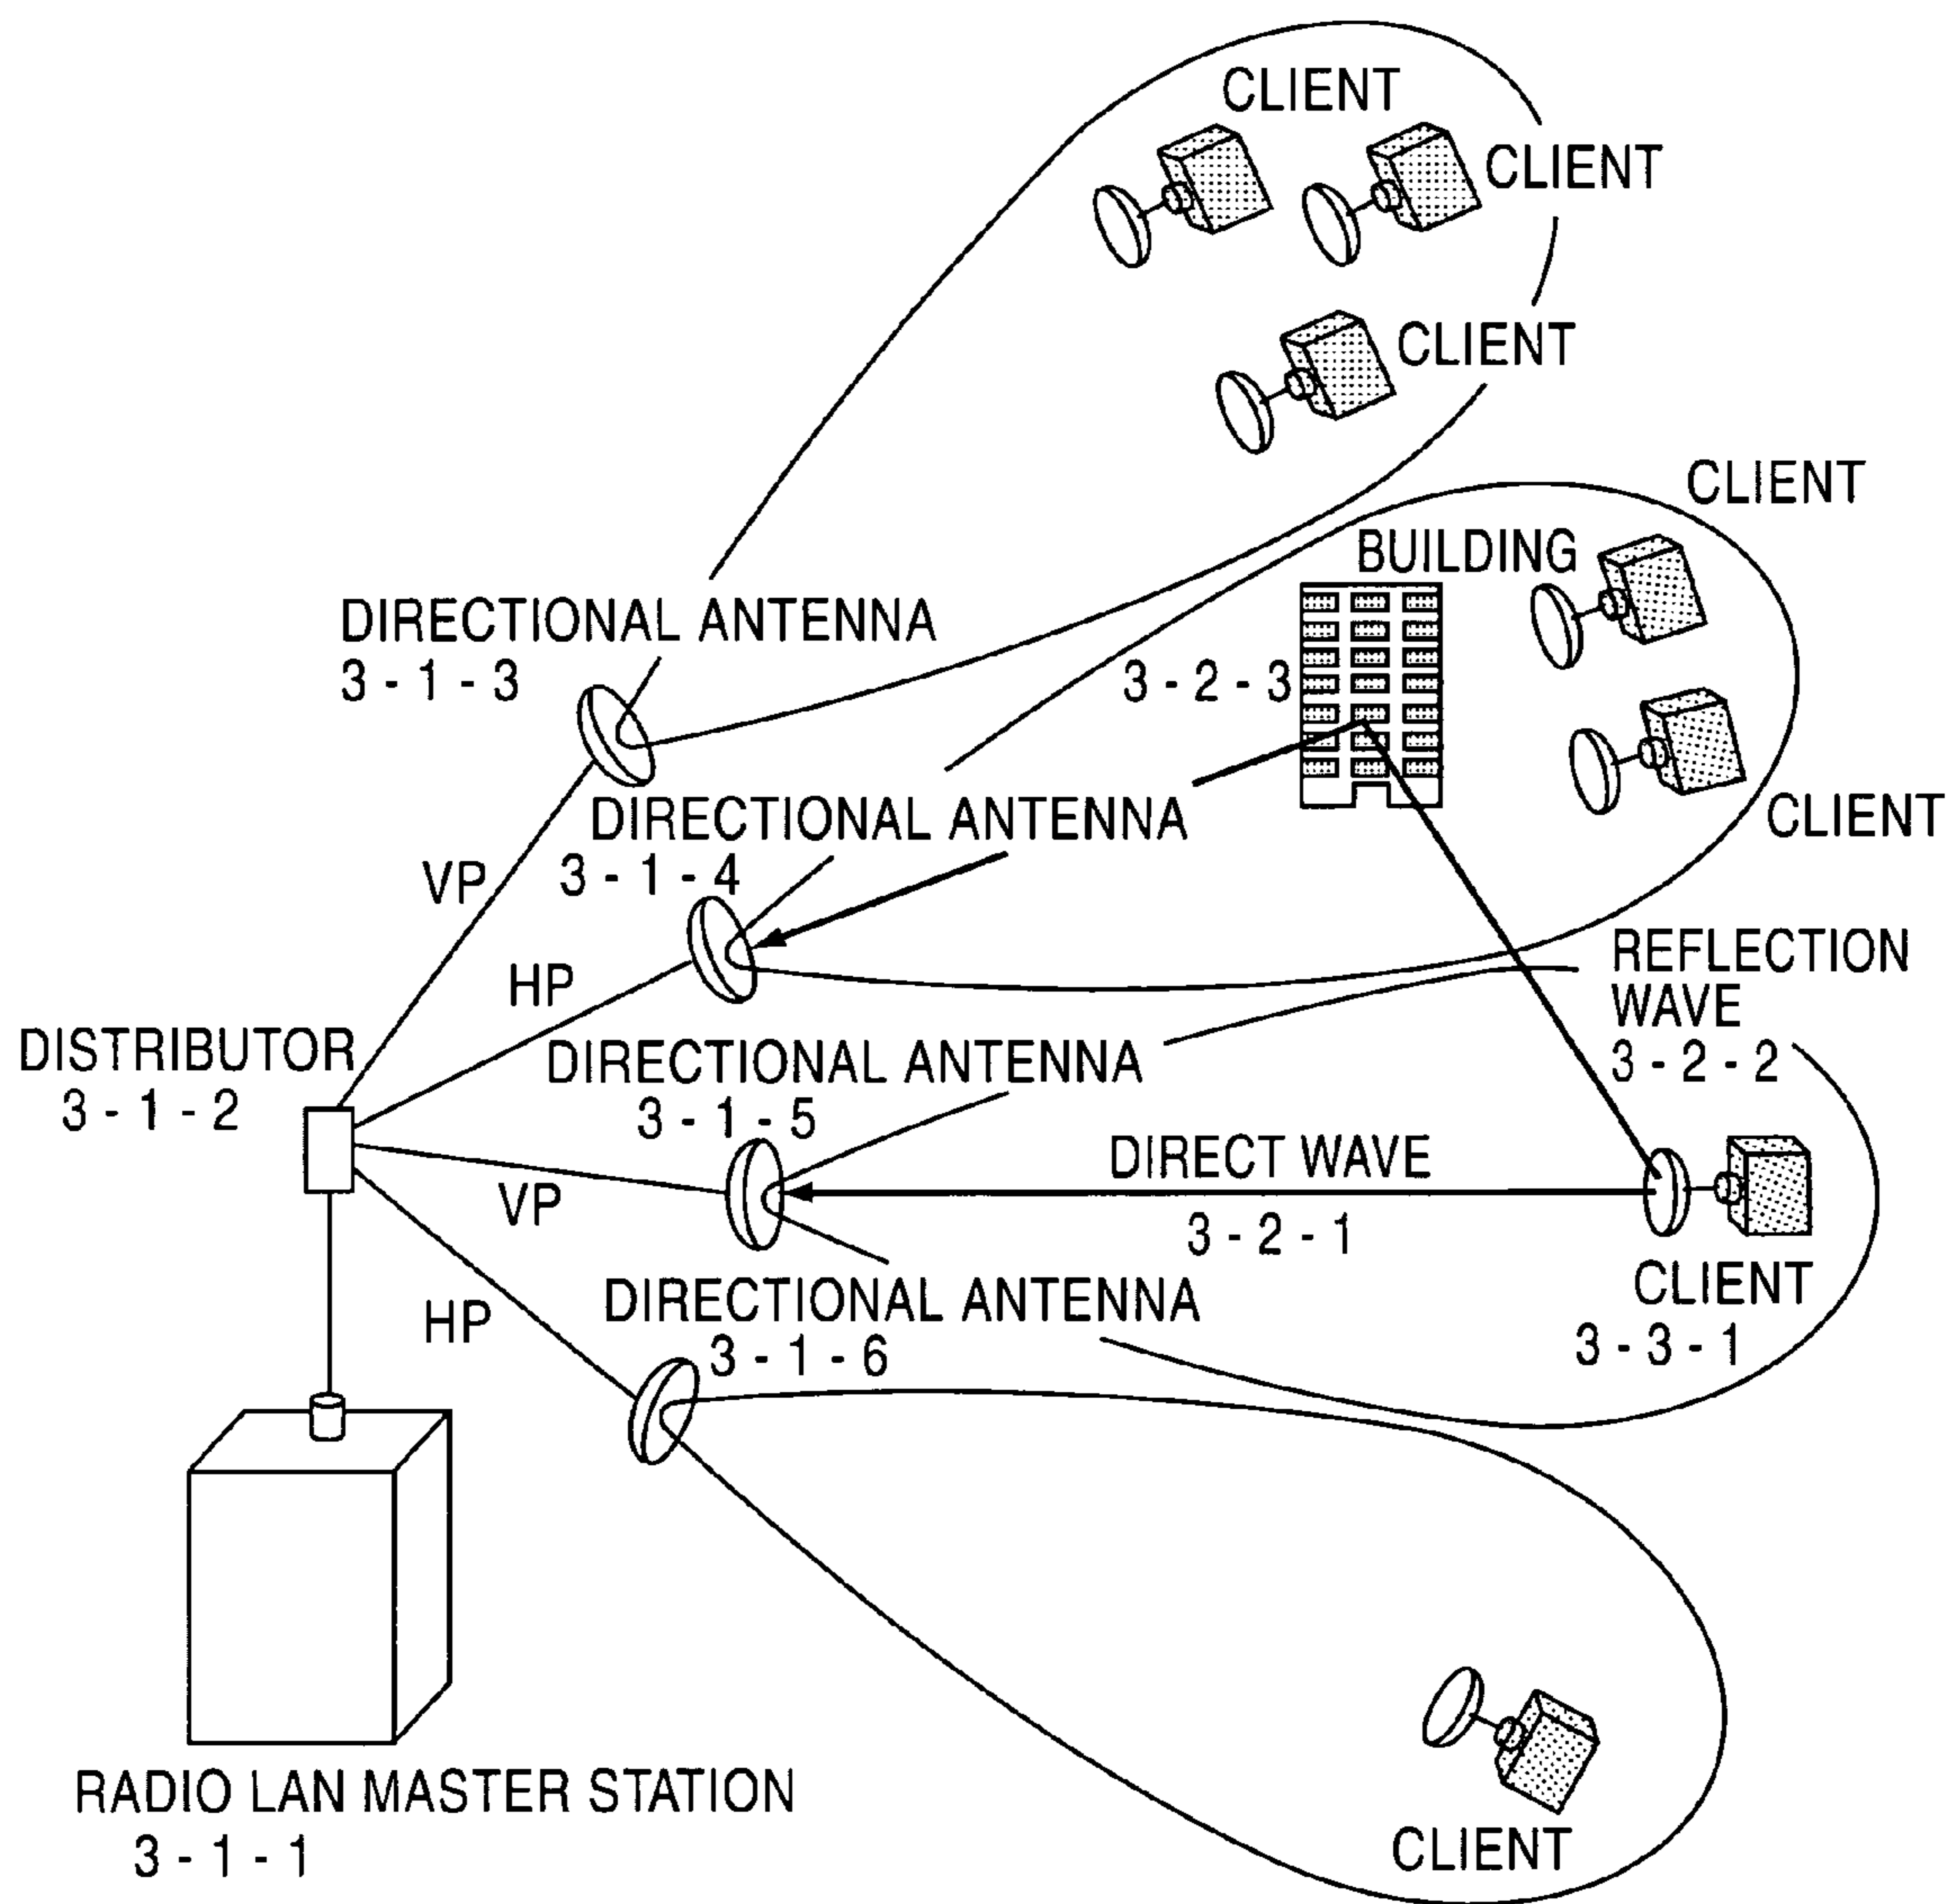 CLIENT
CLIENT
CLIENT
CLIENT
BUILDING
DIRECTIONAL ANTENNA
3 - 1 - 3
3 - 2 - 3
DIRECTIONAL ANTENNA
3 - 1 - 4
CLIENT
VP
HP
REFLECTION
WAVE
3 - 2 - 2
DISTRIBUTOR
3 - 1 - 2
DIRECTIONAL ANTENNA
3 - 1 - 5
DIRECT WAVE
3 - 2 - 1
VP
CLIENT
3 - 3 - 1
HP
DIRECTIONAL ANTENNA
3 - 1 - 6
RADIO LAN MASTER STATION
3 - 1 - 1
CLIENT